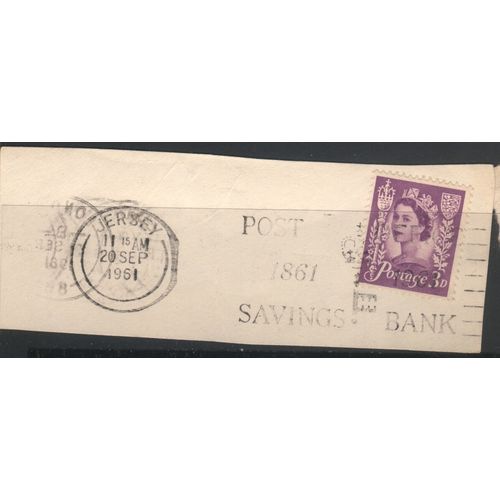 JERSEY
11 15 AM
20 SEP
1961
POST
1861
SAVINGS BANK
Postage 3D